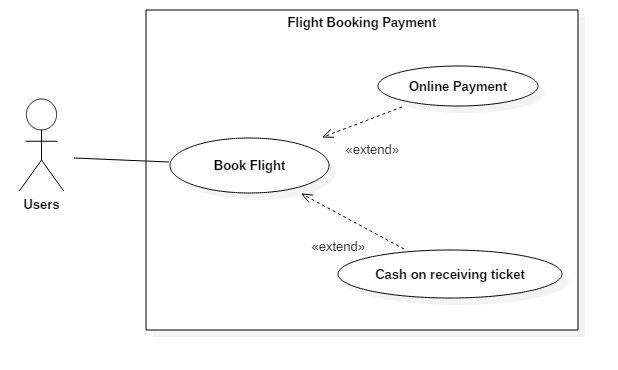 Flight Booking Payment
Online Payment
«extend»
Book Flight
Users
«extend»
Cash on receiving ticket